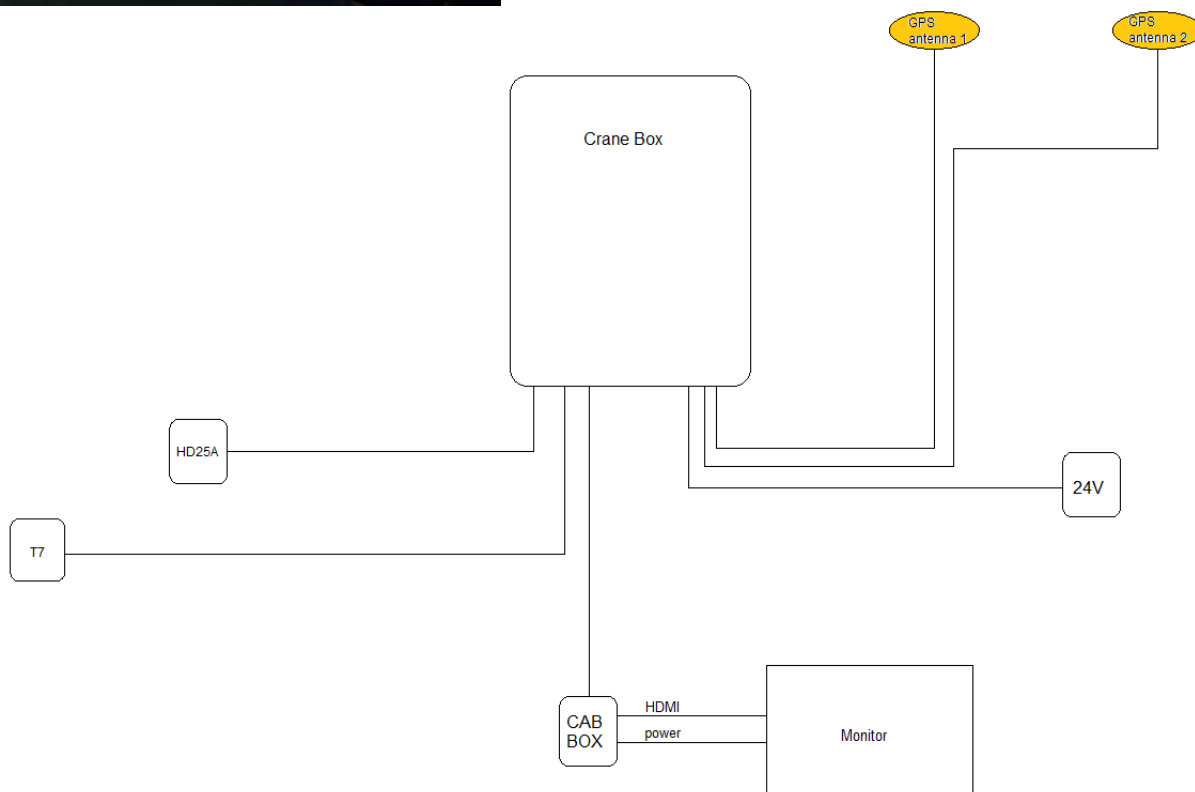 GPS
antenna 1
GPS
antenna 2
Crane Box
HD25A
24V
T7
CAB
BOX
HDMI
power
Monitor